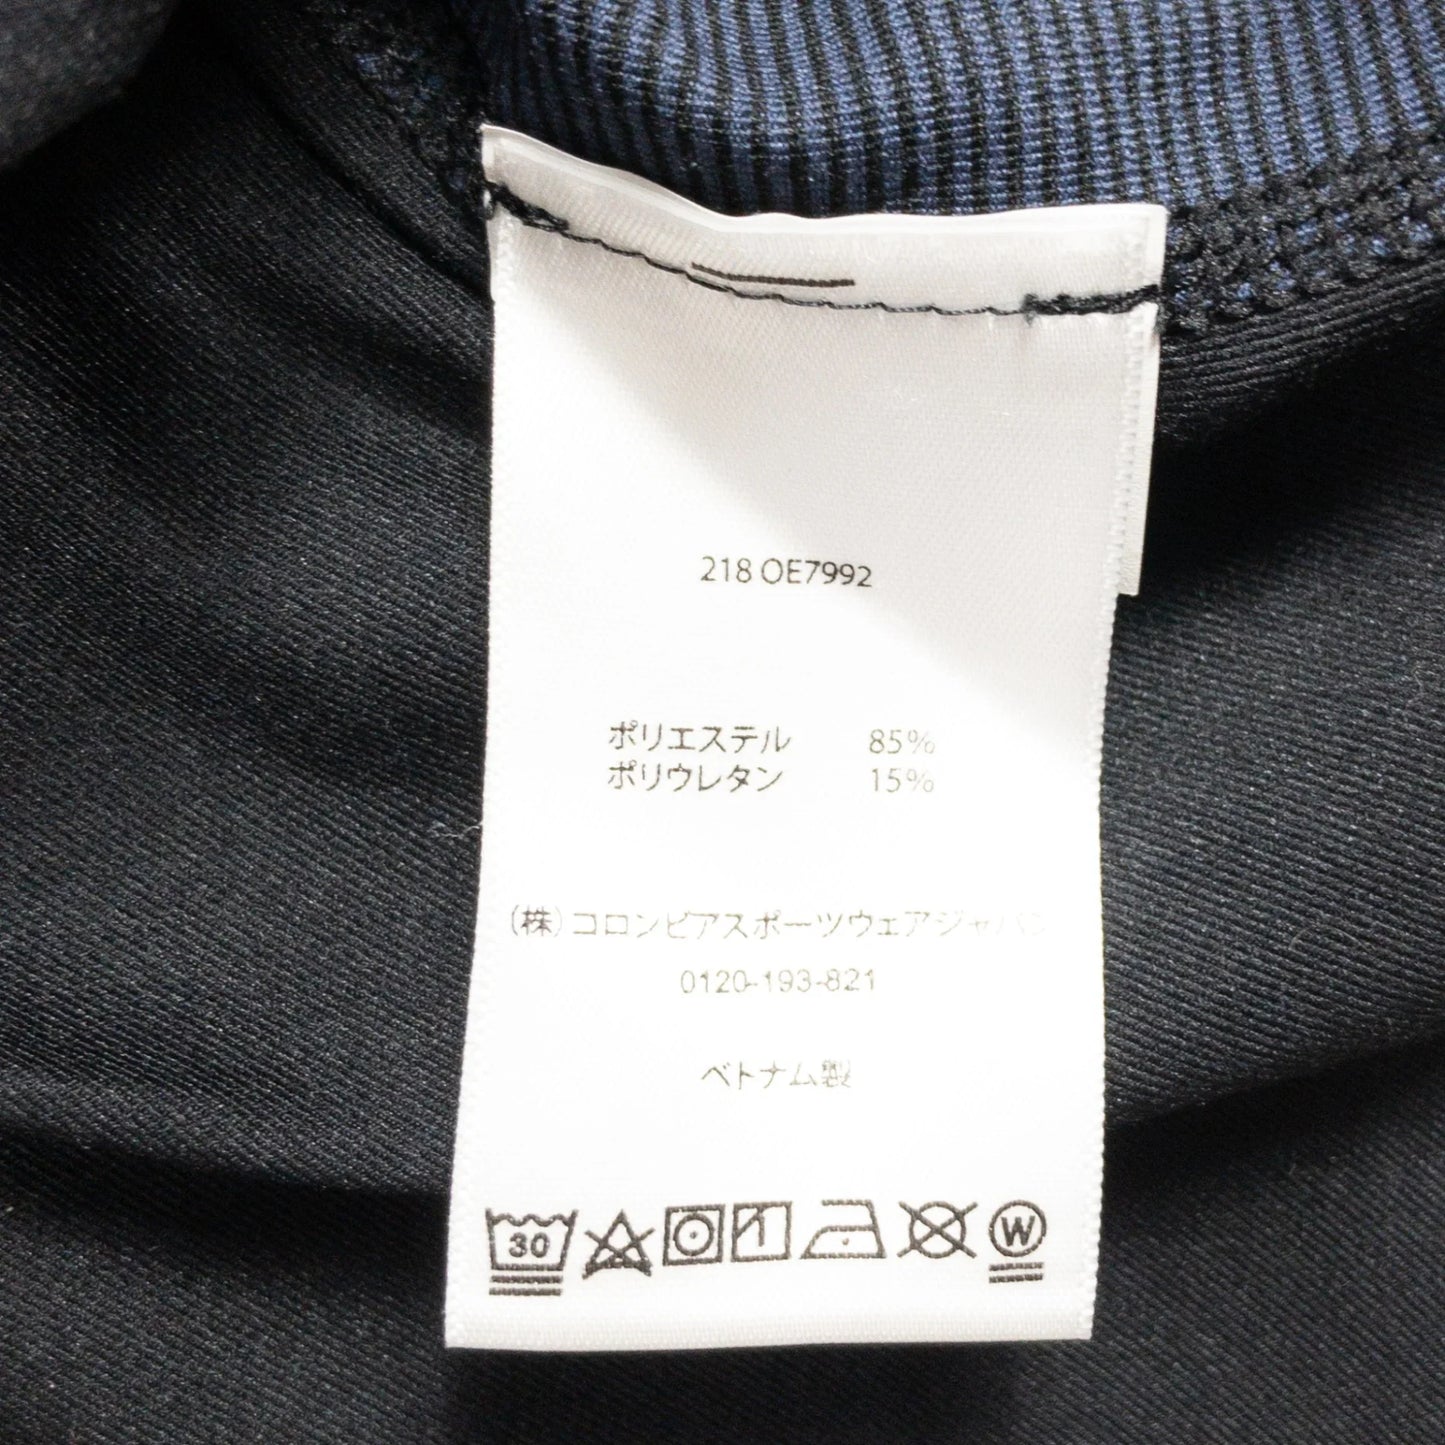 218 OE7992
ポリエステル 85%
ポリウレタン 15%
(株)コロンビアスポーツウェアジャパン
0120-193-821
ベトナム製
30
W